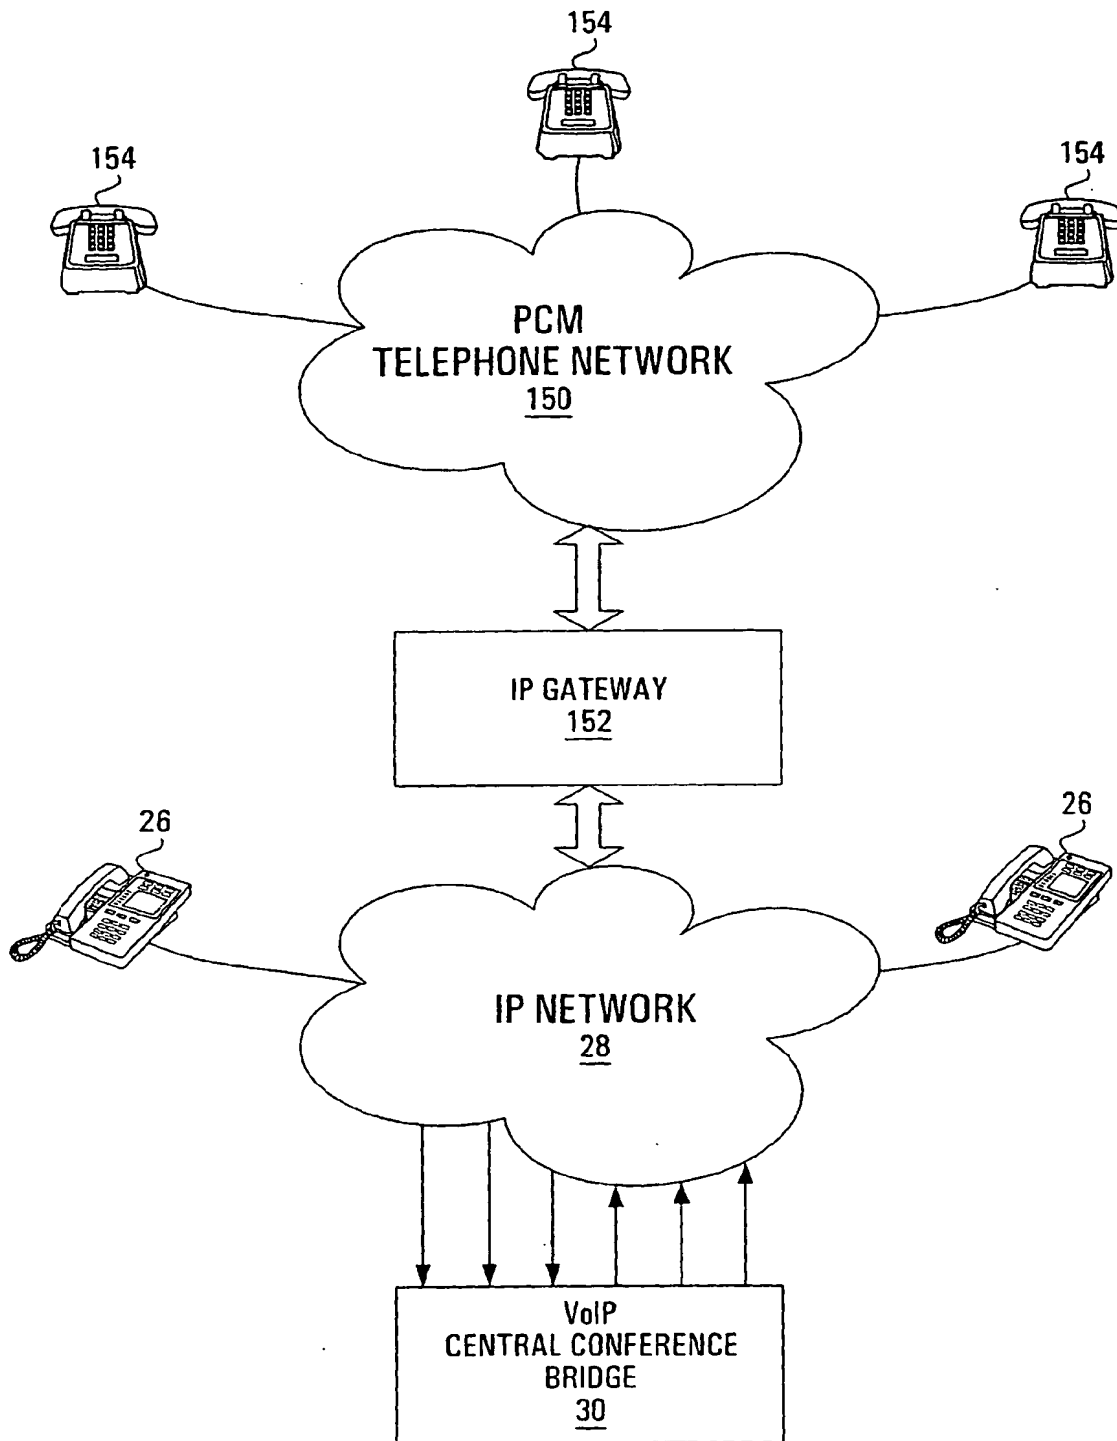 154
154
154
PCM
TELEPHONE NETWORK
150
IP GATEWAY
152
26
26
IP NETWORK
28
VoIP
CENTRAL CONFERENCE
BRIDGE
30